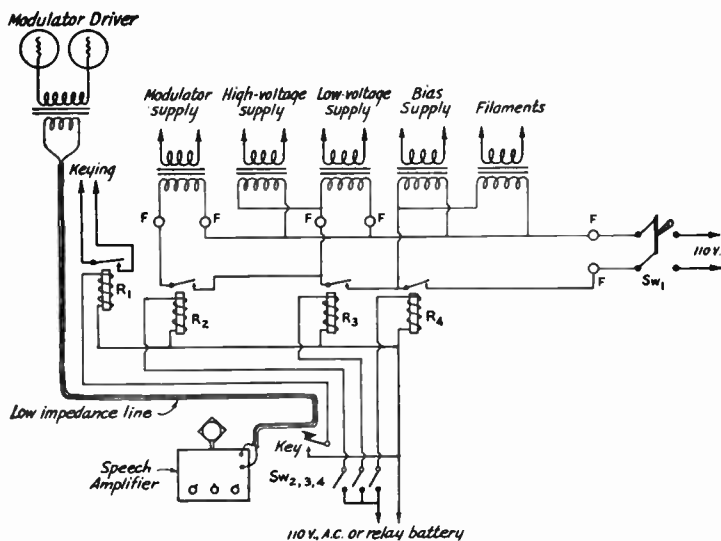 Modulator Driver
Modulator
supply
High-voltage
supply
Low-voltage
supply
Bias
Supply
Filaments
Keying
F
F
F
F
F
F
110 V.
Sw1
R1
R2
R3
R4
Low impedance line
Key
Speech
Amplifier
Sw2,3,4
110 V., A.C. or relay battery